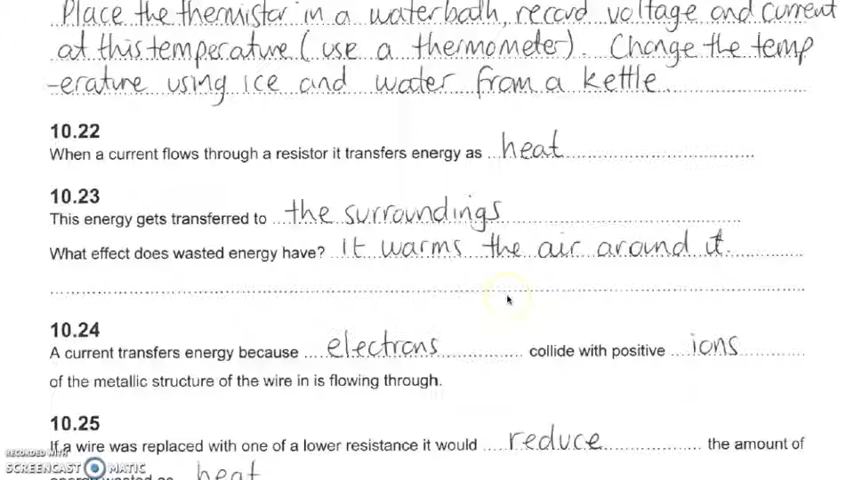 Place the thermistor in a waterbath, record voltage and current
at this temperature (use a thermometer). Change the temp
-erature using ice and water from a kettle.
10.22
When a current flows through a resistor it transfers energy as heat
10.23
This energy gets transferred to the surroundings
What effect does wasted energy have? It warms the air around it.
10.24
A current transfers energy because electrons collide with positive ions
of the metallic structure of the wire in is flowing through.
10.25
If a wire was replaced with one of a lower resistance it would reduce the amount of
energy wasted as heat
RECORDED WITH
SCREENCAST MATIC